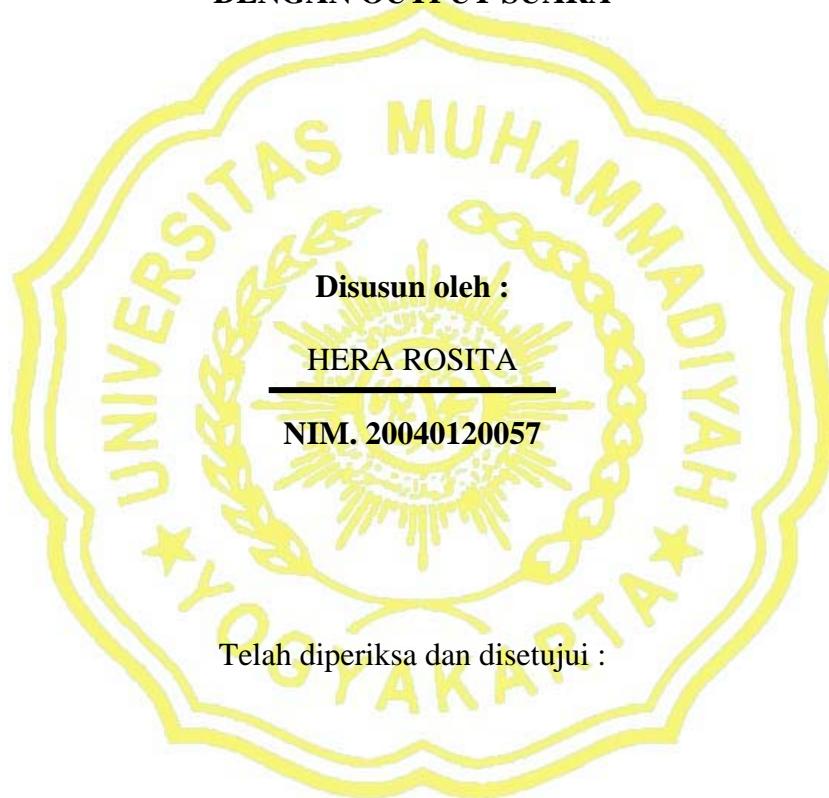 DENGAN OUTPUT SUARA
UNIVERSITAS MUHAMMADIYAH
Disusun oleh :
HERA ROSITA
NIM. 20040120057
★ YOGYAKARTA ★
Telah diperiksa dan disetujui :